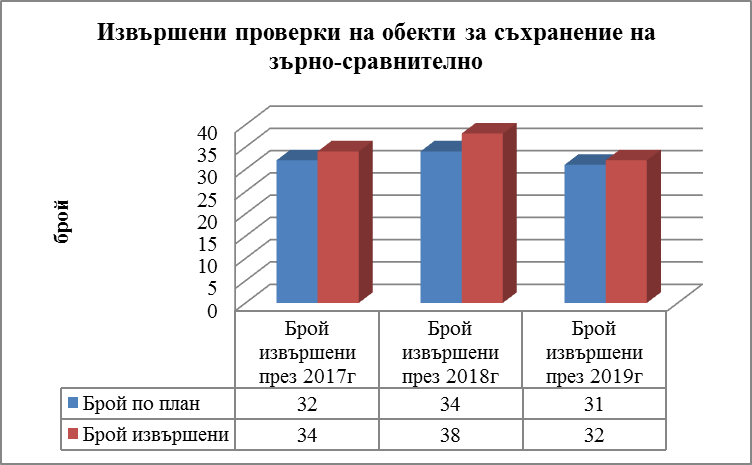 Извършени проверки на обекти за съхранение на
зърно-сравнително
брой
40
35
30
25
20
15
10
5
0
Брой извършени през 2017г
Брой извършени през 2018г
Брой извършени през 2019г
Брой по план 32 34 31
Брой извършени 34 38 32